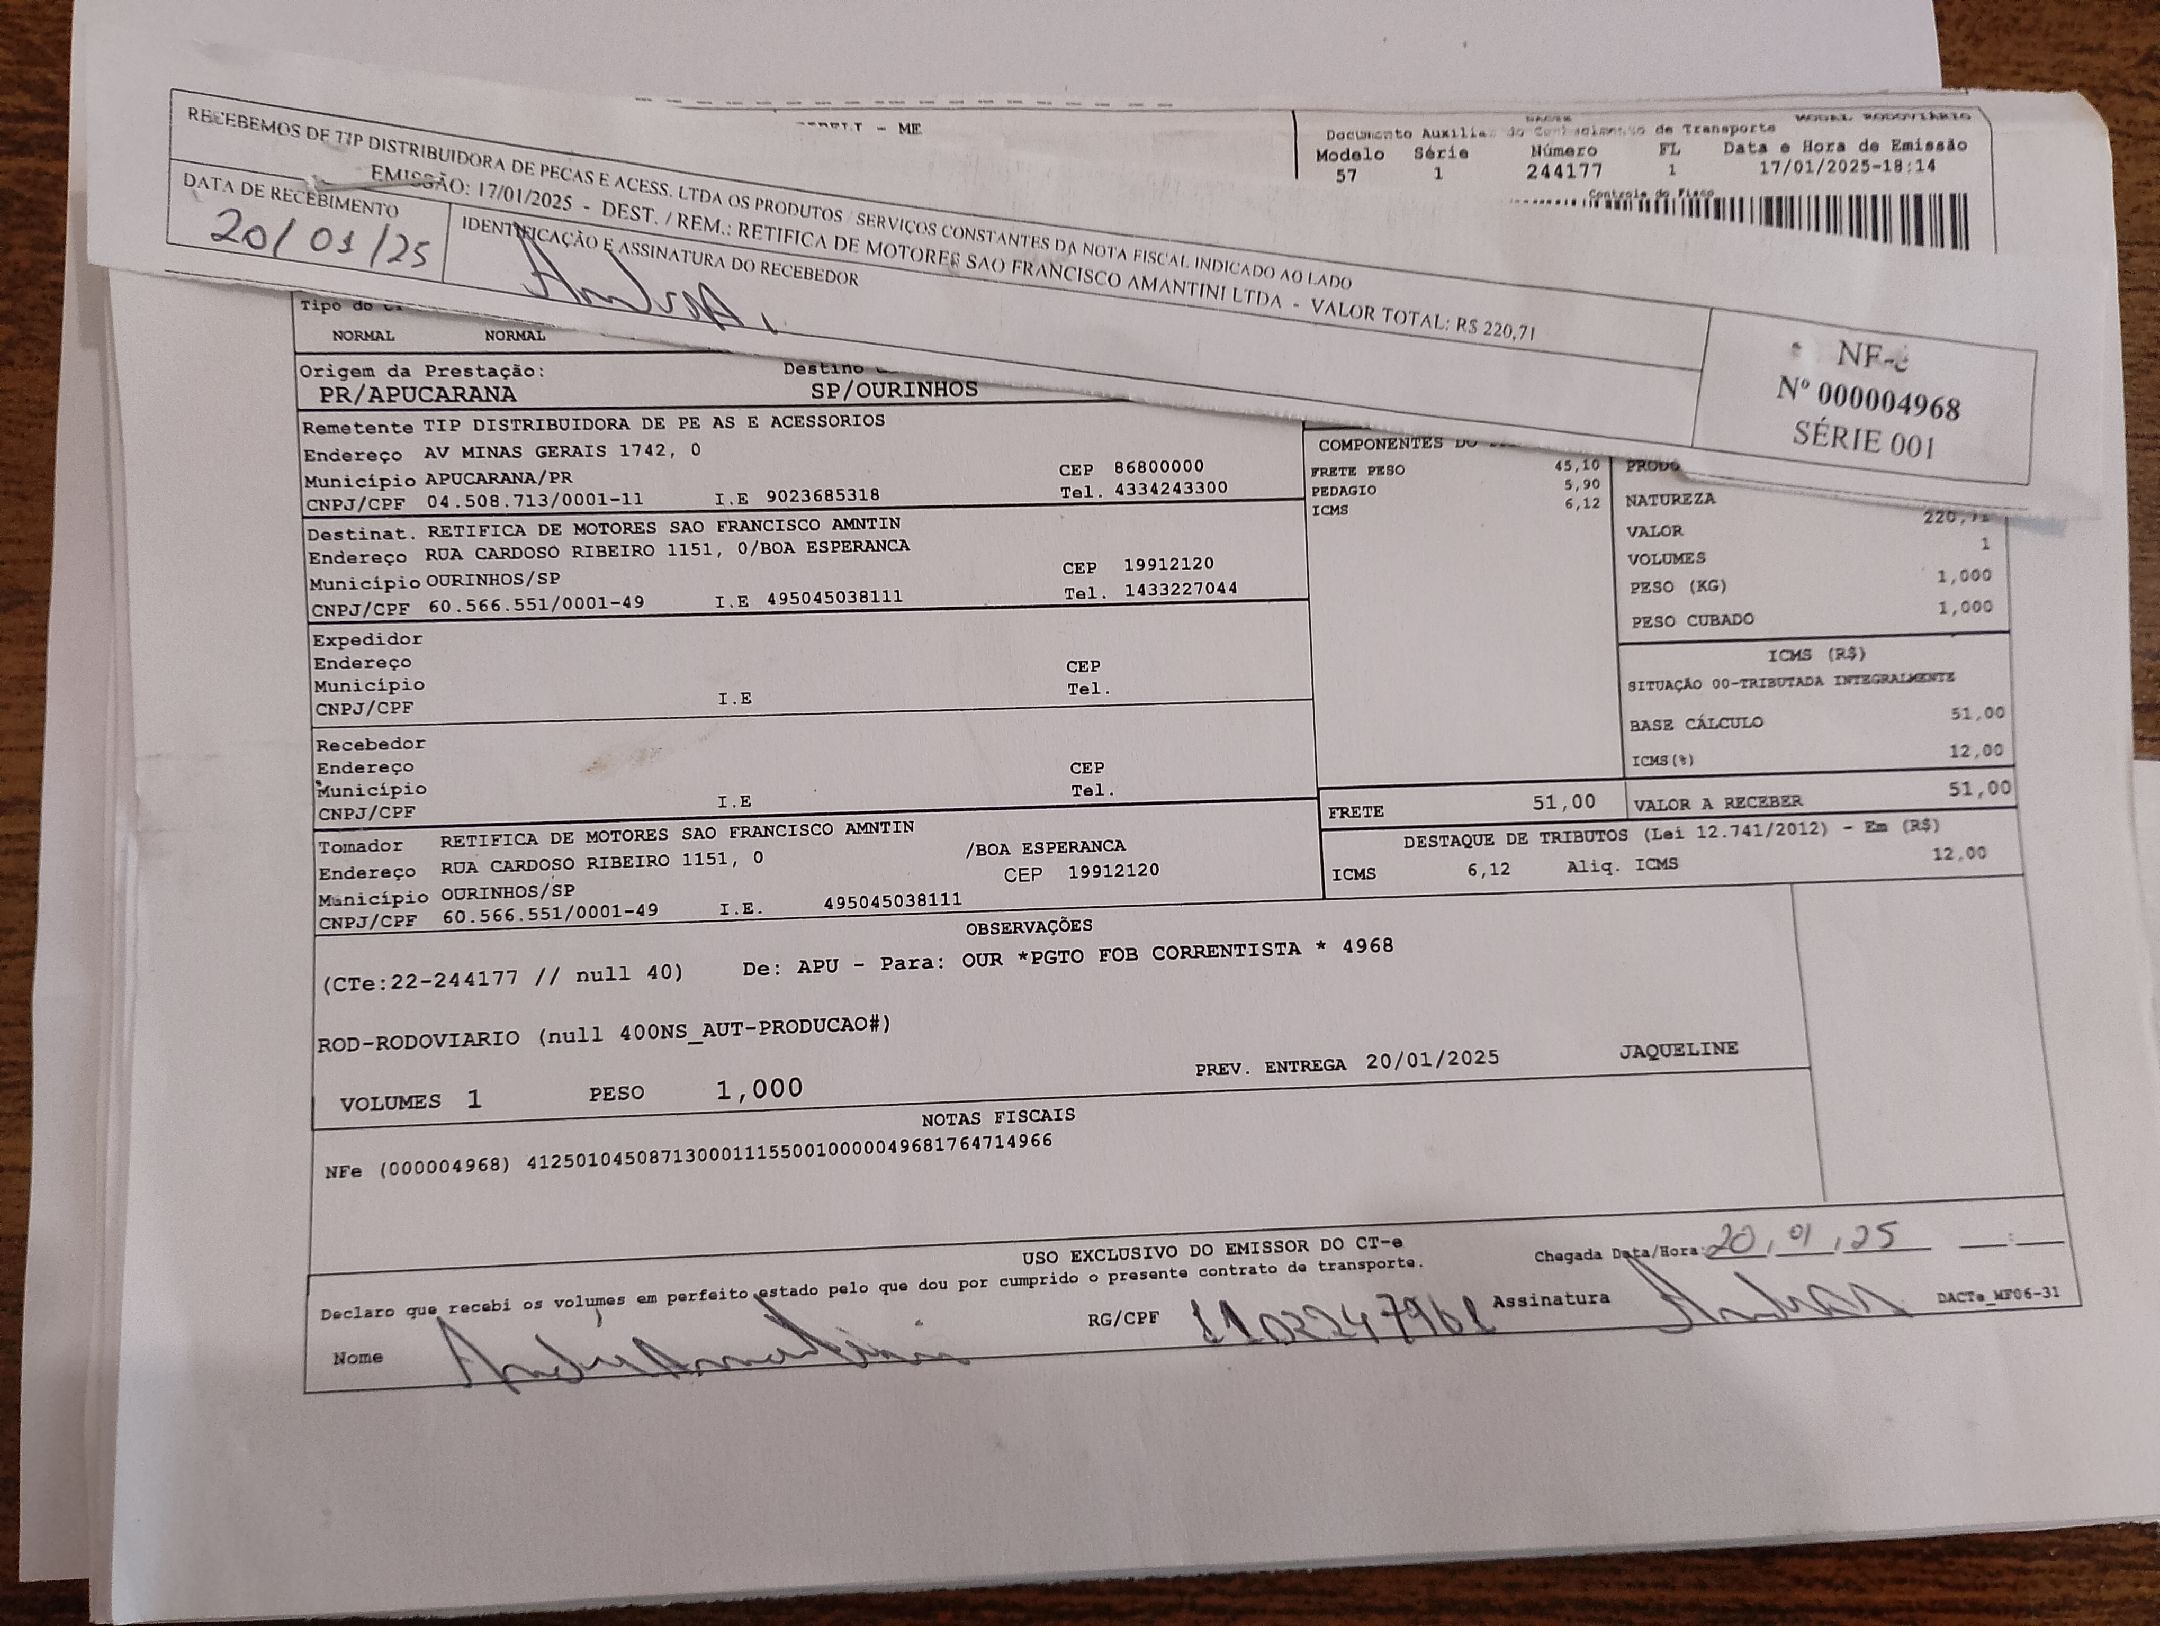 RECEBEMOS DE TIP DISTRIBUIDORA DE PECAS E ACESS. LTDA OS PRODUTOS / SERVIÇOS CONSTANTES DA NOTA FISCAL INDICADO AO LADO
EMISSÃO: 17/01/2025 - DEST. / REM.: RETIFICA DE MOTORES SAO FRANCISCO AMANTINI LTDA - VALOR TOTAL: R$ 220,71
DATA DE RECEBIMENTO
20/01/25
IDENTIFICAÇÃO E ASSINATURA DO RECEBEDOR
NF-e
Nº 000004968
SÉRIE 001
- ME
MODAL RODOVIÁRIO
DACTE
Documento Auxiliar do Conhecimento de Transporte
Modelo Série Número FL Data e Hora de Emissão
57 1 244177 1 17/01/2025-18:14
Controle do Fisco
Tipo do
NORMAL NORMAL
Origem da Prestação: Destino
PR/APUCARANA SP/OURINHOS
Remetente TIP DISTRIBUIDORA DE PE AS E ACESSORIOS
Endereço AV MINAS GERAIS 1742, 0
Município APUCARANA/PR CEP 86800000
CNPJ/CPF 04.508.713/0001-11 I.E 9023685318 Tel. 4334243300
Destinat. RETIFICA DE MOTORES SAO FRANCISCO AMNTIN
Endereço RUA CARDOSO RIBEIRO 1151, 0/BOA ESPERANCA
Município OURINHOS/SP CEP 19912120
CNPJ/CPF 60.566.551/0001-49 I.E 495045038111 Tel. 1433227044
Expedidor
Endereço
Município CEP
CNPJ/CPF I.E Tel.
Recebedor
Endereço
Município CEP
CNPJ/CPF I.E Tel.
Tomador RETIFICA DE MOTORES SAO FRANCISCO AMNTIN
Endereço RUA CARDOSO RIBEIRO 1151, 0 /BOA ESPERANCA
Município OURINHOS/SP CEP 19912120
CNPJ/CPF 60.566.551/0001-49 I.E. 495045038111
COMPONENTES DO
FRETE PESO 45,10
PEDAGIO 5,90
ICMS 6,12
NATUREZA
VALOR 220,71
VOLUMES 1
PESO (KG) 1,000
PESO CUBADO 1,000
ICMS (R$)
SITUAÇÃO 00-TRIBUTADA INTEGRALMENTE
BASE CÁLCULO 51,00
ICMS(%) 12,00
FRETE 51,00 VALOR A RECEBER 51,00
DESTAQUE DE TRIBUTOS (Lei 12.741/2012) - Em (R$)
ICMS 6,12 Aliq. ICMS 12,00
OBSERVAÇÕES
(CTe:22-244177 // null 40) De: APU - Para: OUR *PGTO FOB CORRENTISTA * 4968
ROD-RODOVIARIO (null 400NS_AUT-PRODUCAO#)
VOLUMES 1 PESO 1,000 PREV. ENTREGA 20/01/2025 JAQUELINE
NOTAS FISCAIS
NFe (000004968) 41250104508713000111550010000049681764714966
USO EXCLUSIVO DO EMISSOR DO CT-e
Declaro que recebi os volumes em perfeito estado pelo que dou por cumprido o presente contrato de transporte.
Chegada Data/Hora: 20,01,25 :
Nome RG/CPF 11022247961 Assinatura
DACTe_MF06-31